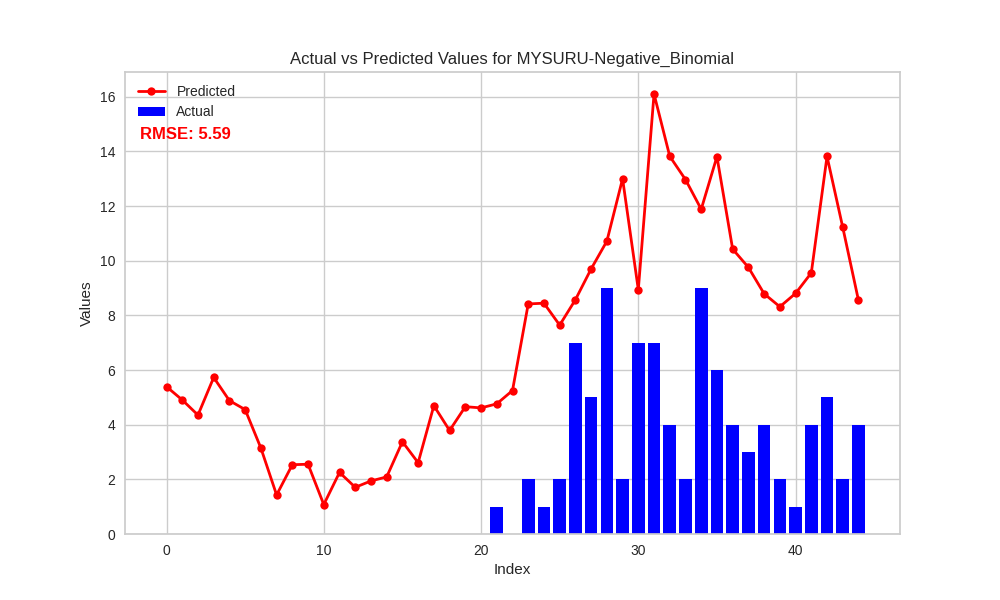 Actual vs Predicted Values for MYSURU-Negative_Binomial
Predicted
Actual
RMSE: 5.59
Values
16
14
12
10
8
6
4
2
0
0 10 20 30 40
Index